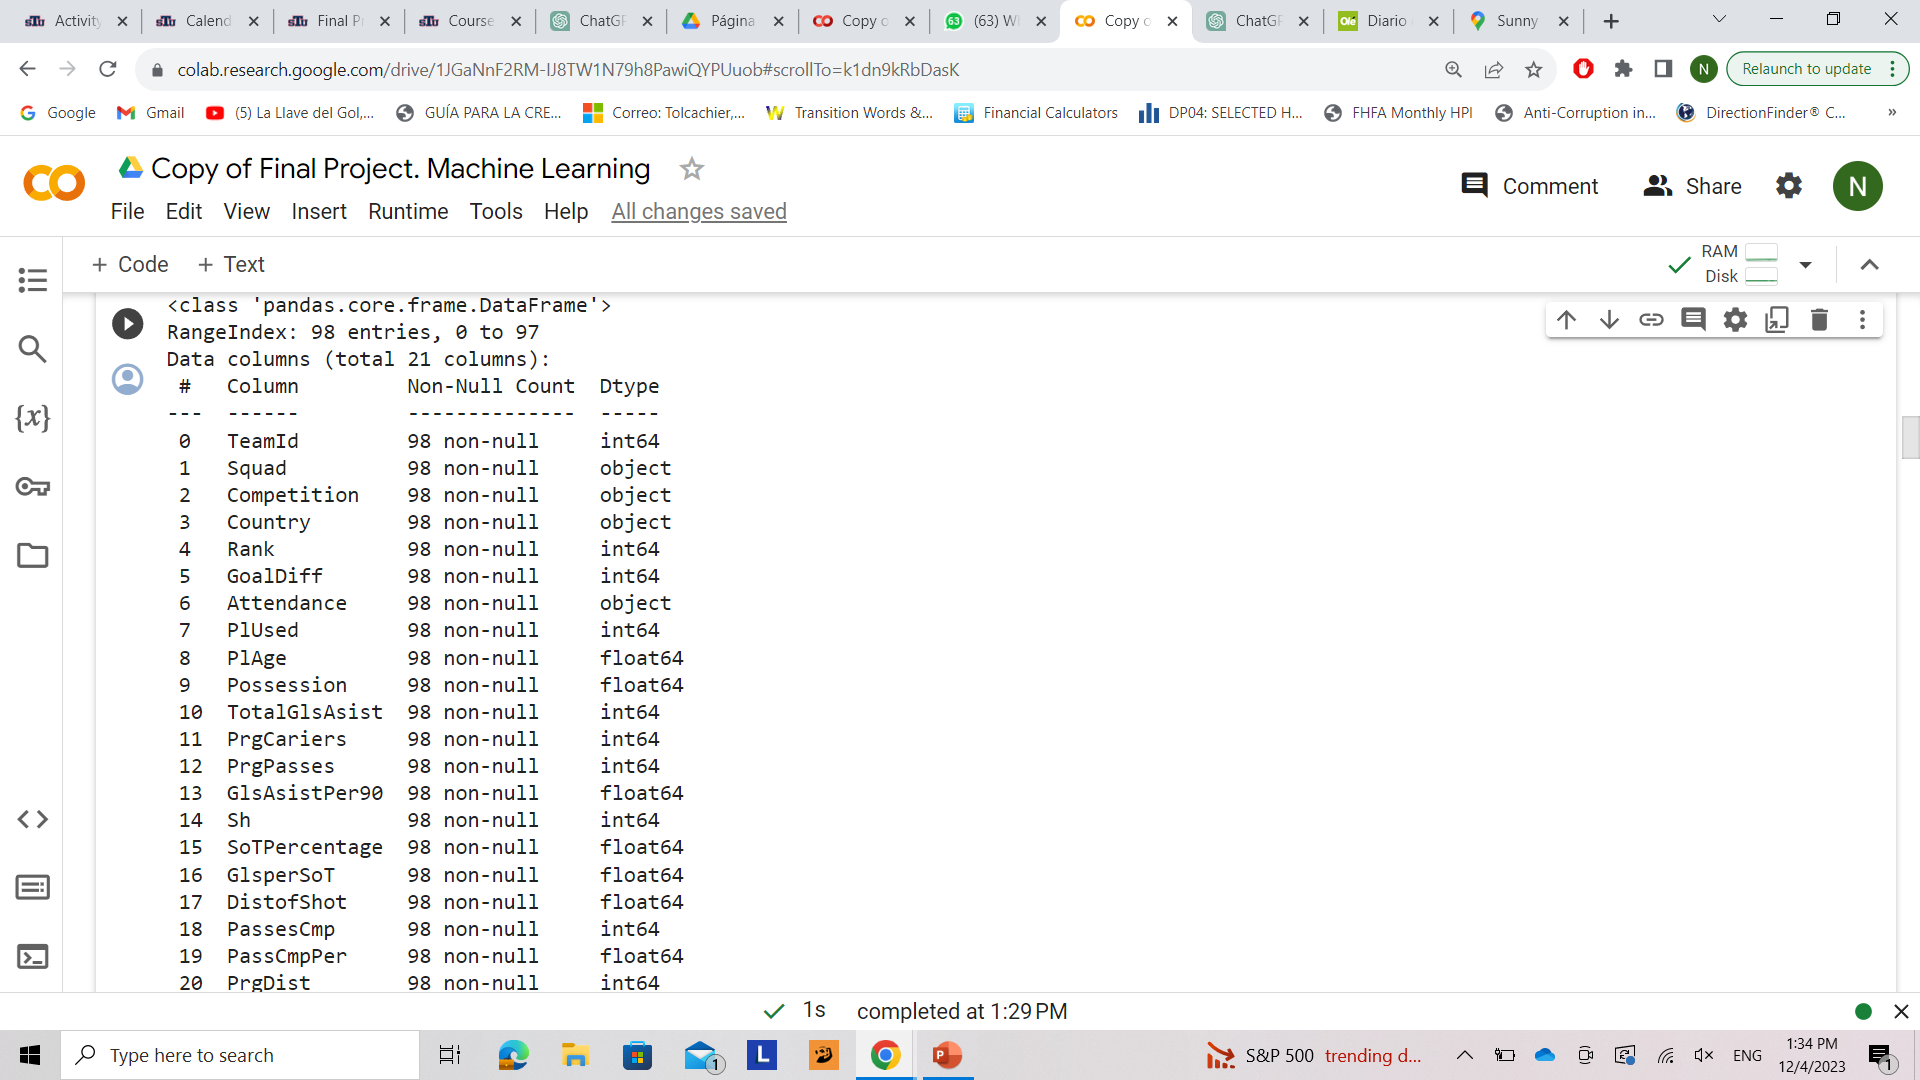 Activity
Calend
Final P
Course
ChatGP
Página
Copy o
(63) W
Copy o
ChatGP
Olé Diario
Sunny
colab.research.google.com/drive/1JGaNnF2RM-IJ8TW1N79h8PawiQYPUuob#scrollTo=k1dn9kRbDasK
N
Relaunch to update
Google
Gmail
(5) La Llave del Gol,...
GUÍA PARA LA CRE...
Correo: Tolcachier,...
Transition Words &...
Financial Calculators
DP04: SELECTED H...
FHFA Monthly HPI
Anti-Corruption in...
DirectionFinder® C...
»
Copy of Final Project. Machine Learning
Comment
Share
N
File Edit View Insert Runtime Tools Help All changes saved
+ Code + Text
RAM
Disk
<class 'pandas.core.frame.DataFrame'>
RangeIndex: 98 entries, 0 to 97
Data columns (total 21 columns):
# Column Non-Null Count Dtype
--- ------ -------------- -----
0 TeamId 98 non-null int64
1 Squad 98 non-null object
2 Competition 98 non-null object
3 Country 98 non-null object
4 Rank 98 non-null int64
5 GoalDiff 98 non-null int64
6 Attendance 98 non-null object
7 PlUsed 98 non-null int64
8 PlAge 98 non-null float64
9 Possession 98 non-null float64
10 TotalGlsAsist 98 non-null int64
11 PrgCariers 98 non-null int64
12 PrgPasses 98 non-null int64
13 GlsAsistPer90 98 non-null float64
14 Sh 98 non-null int64
15 SoTPercentage 98 non-null float64
16 GlsperSoT 98 non-null float64
17 DistofShot 98 non-null float64
18 PassesCmp 98 non-null int64
19 PassCmpPer 98 non-null float64
20 PrgDist 98 non-null int64
{x}
1s completed at 1:29 PM
Type here to search
1
L
S&P 500 trending d...
ENG
1:34 PM
12/4/2023
1